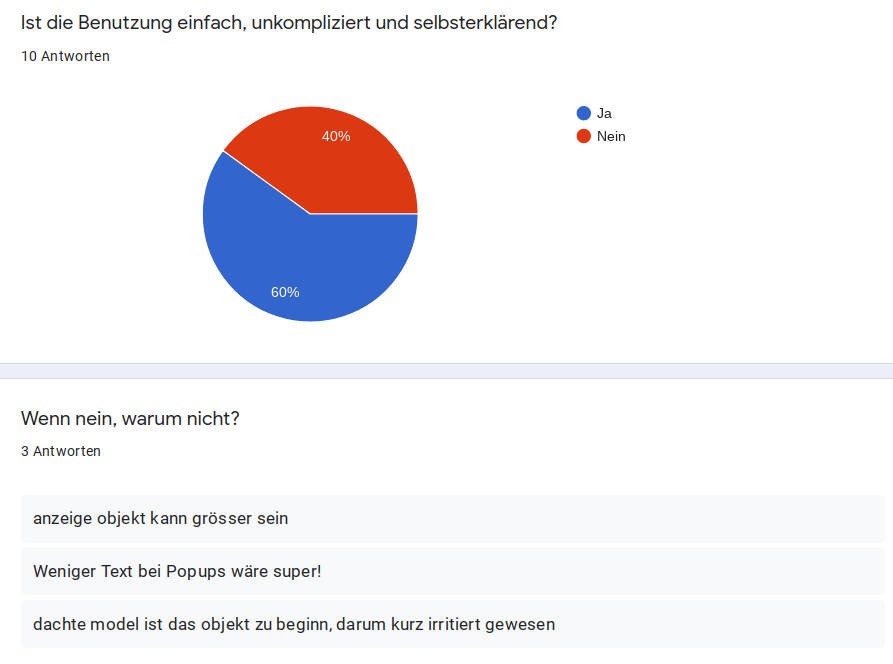 Ist die Benutzung einfach, unkompliziert und selbsterklärend?
10 Antworten
Ja
Nein
40%
60%
Wenn nein, warum nicht?
3 Antworten
anzeige objekt kann grösser sein
Weniger Text bei Popups wäre super!
dachte model ist das objekt zu beginn, darum kurz irritiert gewesen